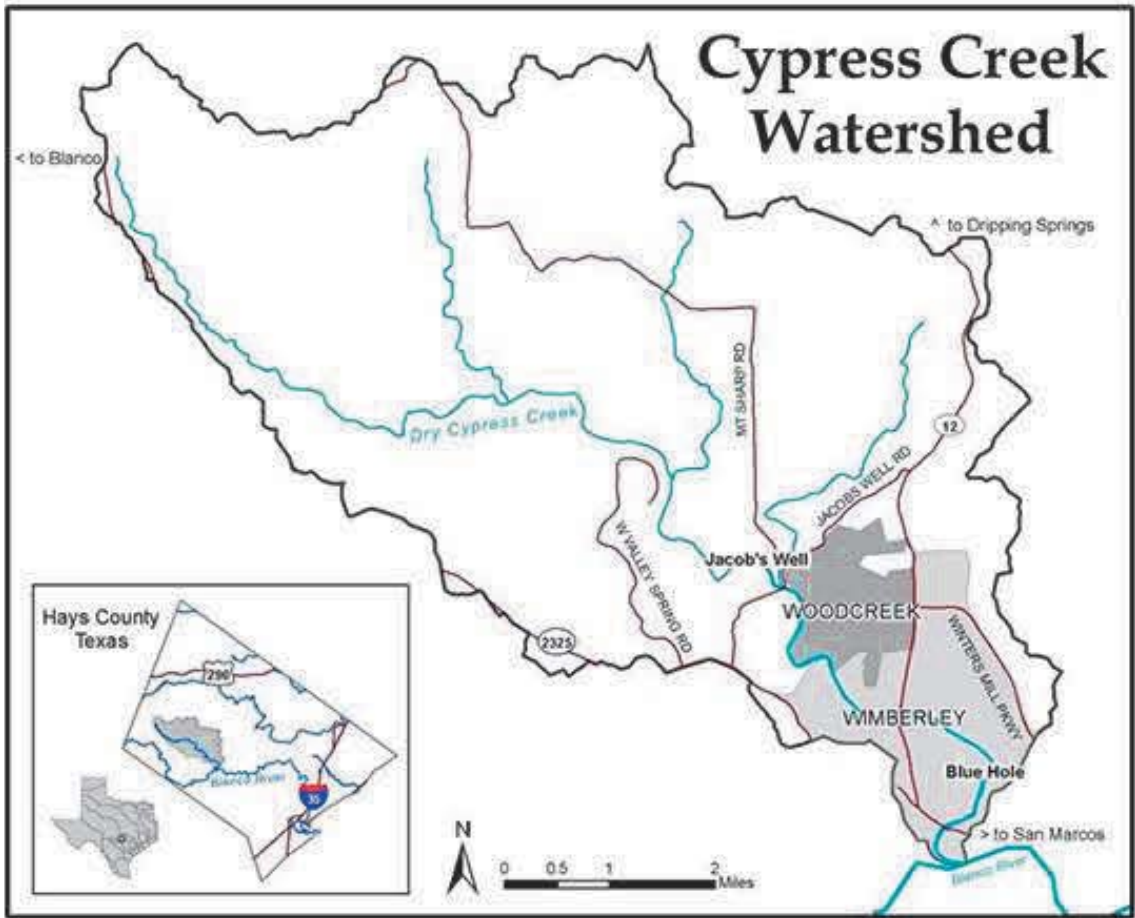 Cypress Creek
Watershed
< to Blanco
^ to Dripping Springs
Dry Cypress Creek
MT SHARP RD
12
JACOBS WELL RD
W VALLEY SPRING RD
Jacob's Well
WOODCREEK
2325
WINTERS MILL PKWY
WIMBERLEY
Blue Hole
> to San Marcos
Blanco River
Hays County
Texas
290
Blanco River
35
N
0 0.5 1 2
Miles